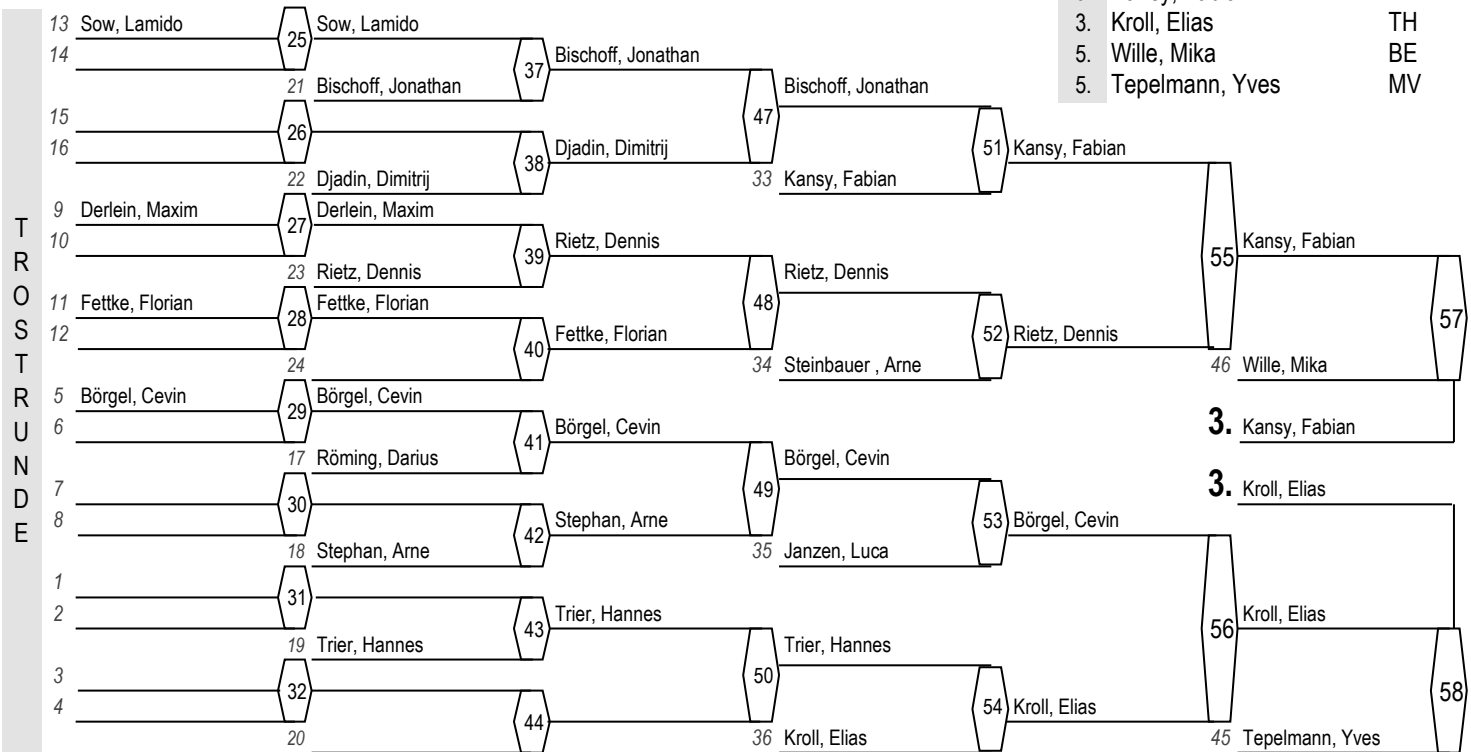 3. Kroll, Elias TH
5. Wille, Mika BE
5. Tepelmann, Yves MV
TROSTRUNDE
13 Sow, Lamido
14
25
Sow, Lamido
21 Bischoff, Jonathan
37
Bischoff, Jonathan
15
16
26
22 Djadin, Dimitrij
38
Djadin, Dimitrij
47
Bischoff, Jonathan
33 Kansy, Fabian
51
Kansy, Fabian
9 Derlein, Maxim
10
27
Derlein, Maxim
23 Rietz, Dennis
39
Rietz, Dennis
11 Fettke, Florian
12
28
Fettke, Florian
24
40
Fettke, Florian
48
Rietz, Dennis
34 Steinbauer , Arne
52
Rietz, Dennis
55
Kansy, Fabian
46 Wille, Mika
57
3. Kansy, Fabian
5 Börgel, Cevin
6
29
Börgel, Cevin
17 Röming, Darius
41
Börgel, Cevin
7
8
30
18 Stephan, Arne
42
Stephan, Arne
49
Börgel, Cevin
35 Janzen, Luca
53
Börgel, Cevin
3. Kroll, Elias
1
2
31
19 Trier, Hannes
43
Trier, Hannes
3
4
32
20
44
50
Trier, Hannes
36 Kroll, Elias
54
Kroll, Elias
56
Kroll, Elias
45 Tepelmann, Yves
58